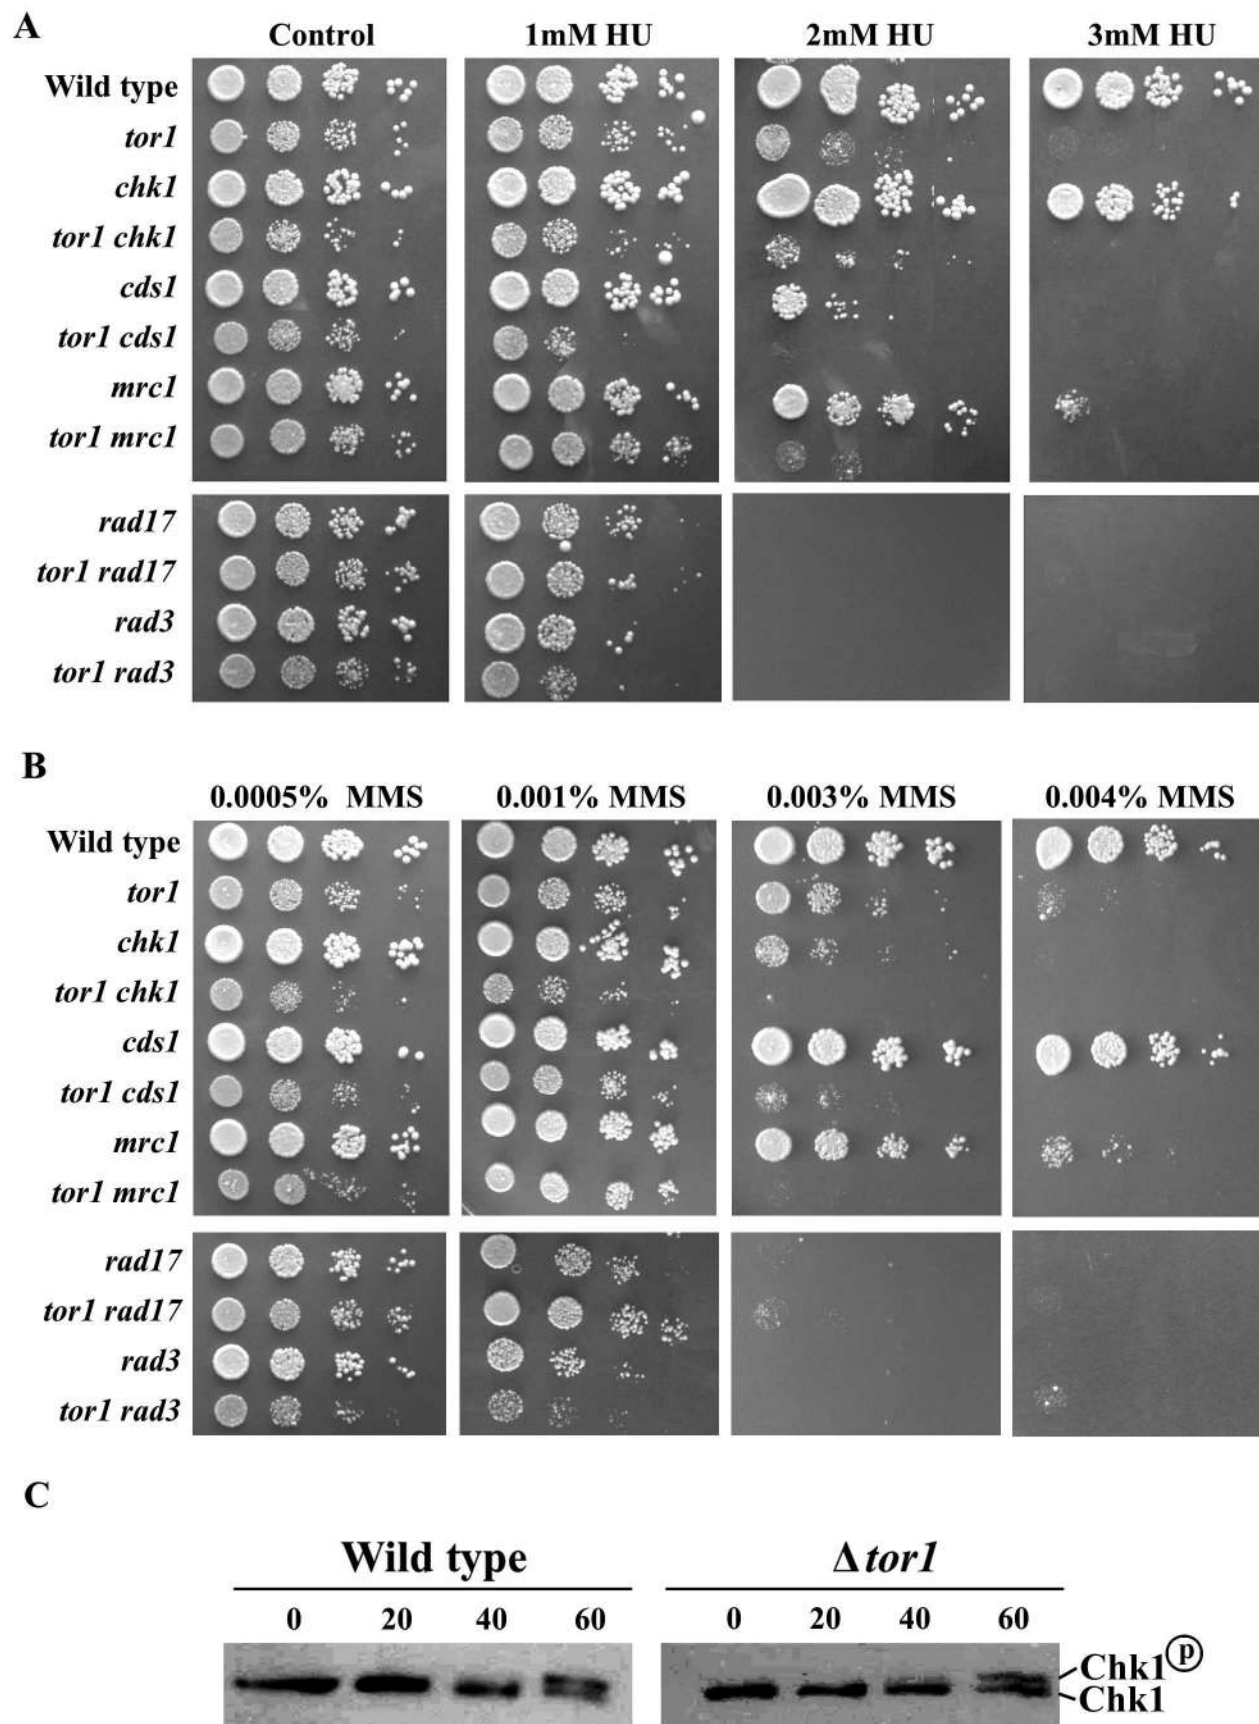 A
Control 1mM HU 2mM HU 3mM HU
Wild type
tor1
chk1
tor1 chk1
cds1
tor1 cds1
mrc1
tor1 mrc1
rad17
tor1 rad17
rad3
tor1 rad3
B
0.0005% MMS 0.001% MMS 0.003% MMS 0.004% MMS
Wild type
tor1
chk1
tor1 chk1
cds1
tor1 cds1
mrc1
tor1 mrc1
rad17
tor1 rad17
rad3
tor1 rad3
C
Wild type Δtor1
0 20 40 60 0 20 40 60
Chk1 p
Chk1